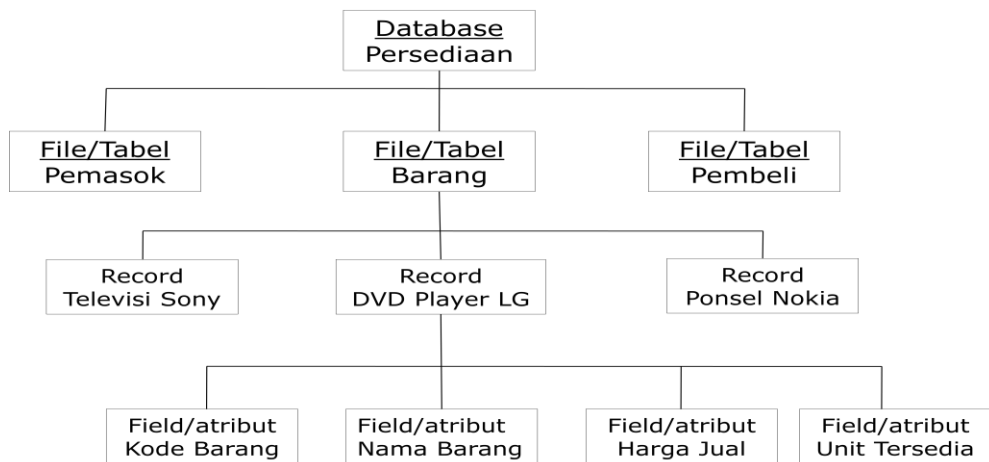 Database
Persediaan
File/Tabel
Pemasok
File/Tabel
Barang
File/Tabel
Pembeli
Record
Televisi Sony
Record
DVD Player LG
Record
Ponsel Nokia
Field/atribut
Kode Barang
Field/atribut
Nama Barang
Field/atribut
Harga Jual
Field/atribut
Unit Tersedia